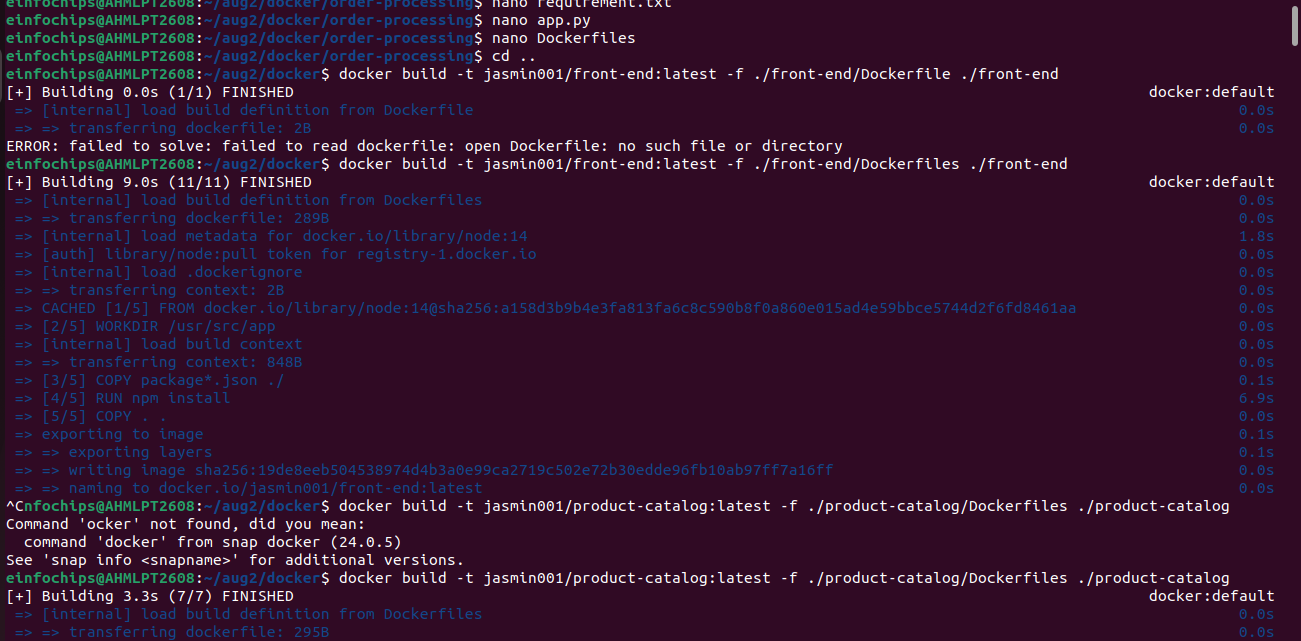 einfochips@AHMLPT2608:~/aug2/docker/order-processing$ nano requirement.txt
einfochips@AHMLPT2608:~/aug2/docker/order-processing$ nano app.py
einfochips@AHMLPT2608:~/aug2/docker/order-processing$ nano Dockerfiles
einfochips@AHMLPT2608:~/aug2/docker/order-processing$ cd ..
einfochips@AHMLPT2608:~/aug2/docker$ docker build -t jasmin001/front-end:latest -f ./front-end/Dockerfile ./front-end
[+] Building 0.0s (1/1) FINISHED docker:default
=> [internal] load build definition from Dockerfile 0.0s
=> => transferring dockerfile: 2B 0.0s
ERROR: failed to solve: failed to read dockerfile: open Dockerfile: no such file or directory
einfochips@AHMLPT2608:~/aug2/docker$ docker build -t jasmin001/front-end:latest -f ./front-end/Dockerfiles ./front-end
[+] Building 9.0s (11/11) FINISHED docker:default
=> [internal] load build definition from Dockerfiles 0.0s
=> => transferring dockerfile: 289B 0.0s
=> [internal] load metadata for docker.io/library/node:14 1.8s
=> [auth] library/node:pull token for registry-1.docker.io 0.0s
=> [internal] load .dockerignore 0.0s
=> => transferring context: 2B 0.0s
=> CACHED [1/5] FROM docker.io/library/node:14@sha256:a158d3b9b4e3fa813fa6c8c590b8f0a860e015ad4e59bbce5744d2f6fd8461aa 0.0s
=> [2/5] WORKDIR /usr/src/app 0.0s
=> [internal] load build context 0.0s
=> => transferring context: 848B 0.0s
=> [3/5] COPY package*.json ./ 0.1s
=> [4/5] RUN npm install 6.9s
=> [5/5] COPY . . 0.0s
=> exporting to image 0.1s
=> => exporting layers 0.1s
=> => writing image sha256:19de8eeb504538974d4b3a0e99ca2719c502e72b30edde96fb10ab97ff7a16ff 0.0s
=> => naming to docker.io/jasmin001/front-end:latest 0.0s
^Cnfochips@AHMLPT2608:~/aug2/docker$ docker build -t jasmin001/product-catalog:latest -f ./product-catalog/Dockerfiles ./product-catalog
Command 'ocker' not found, did you mean:
command 'docker' from snap docker (24.0.5)
See 'snap info <snapname>' for additional versions.
einfochips@AHMLPT2608:~/aug2/docker$ docker build -t jasmin001/product-catalog:latest -f ./product-catalog/Dockerfiles ./product-catalog
[+] Building 3.3s (7/7) FINISHED docker:default
=> [internal] load build definition from Dockerfiles 0.0s
=> => transferring dockerfile: 295B 0.0s